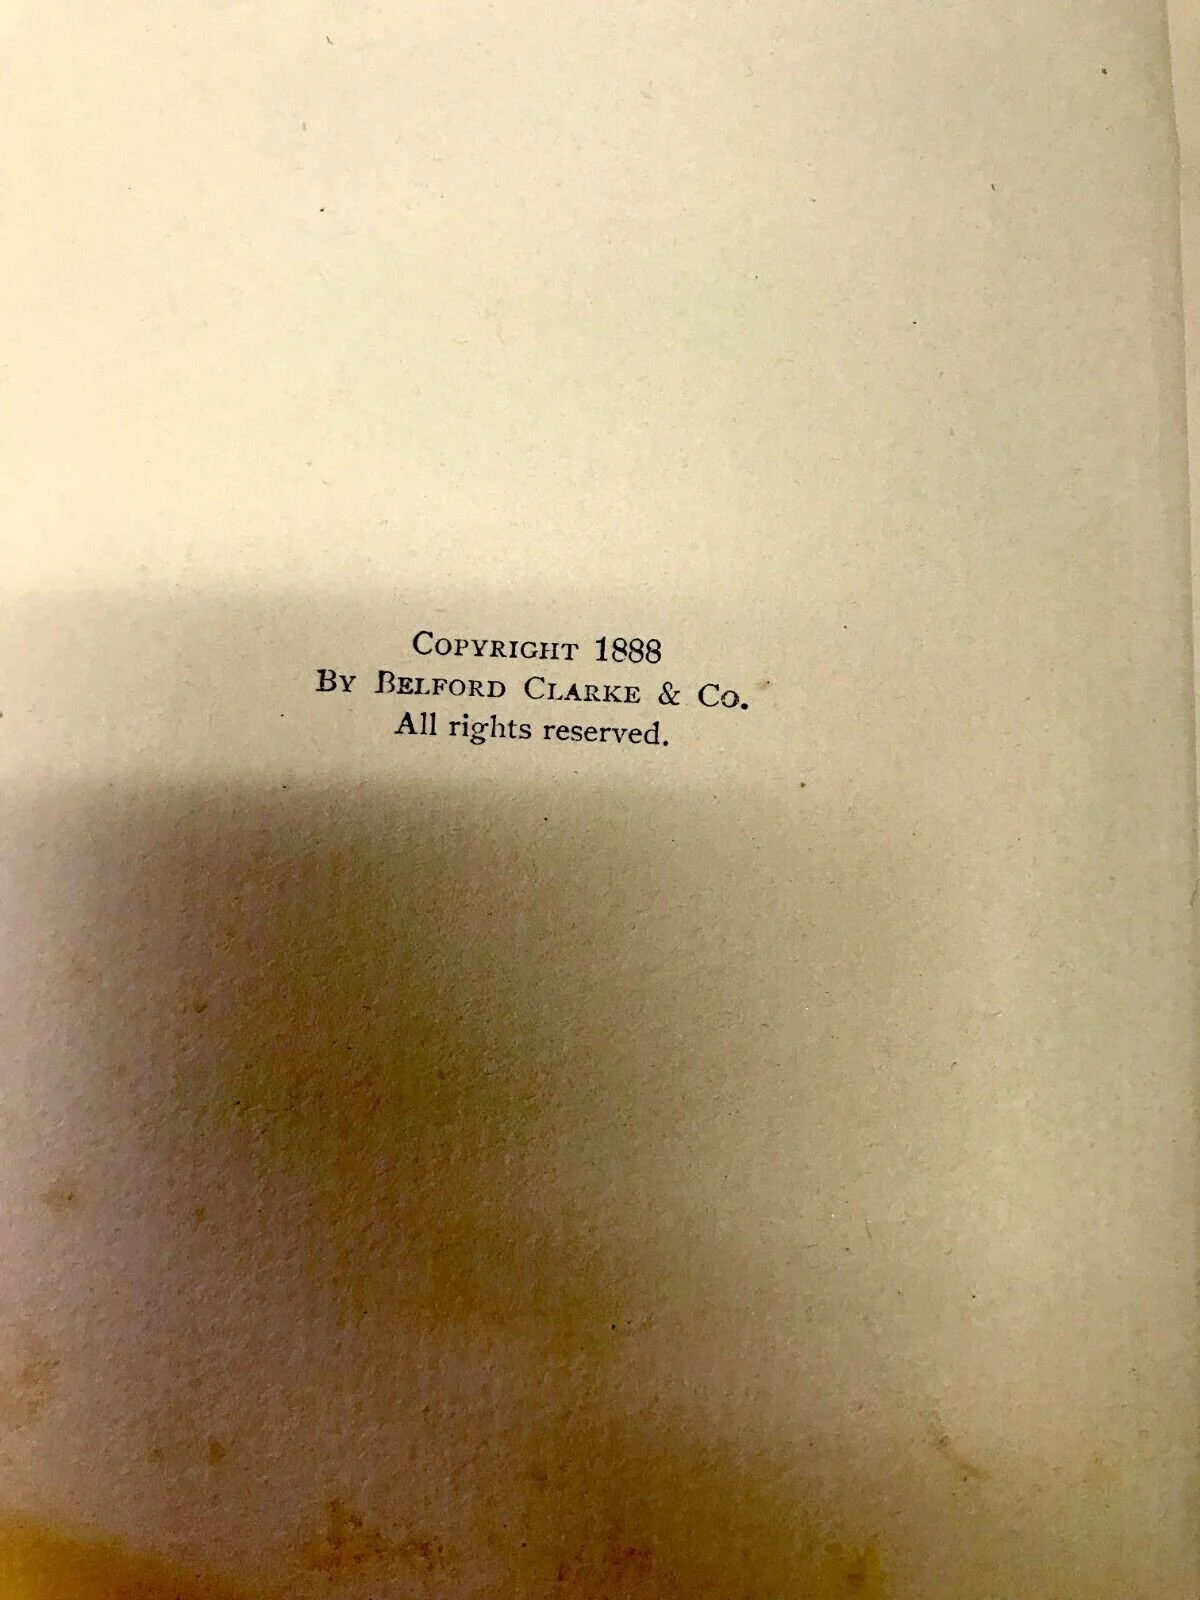 COPYRIGHT 1888
BY BELFORD CLARKE & CO.
All rights reserved.